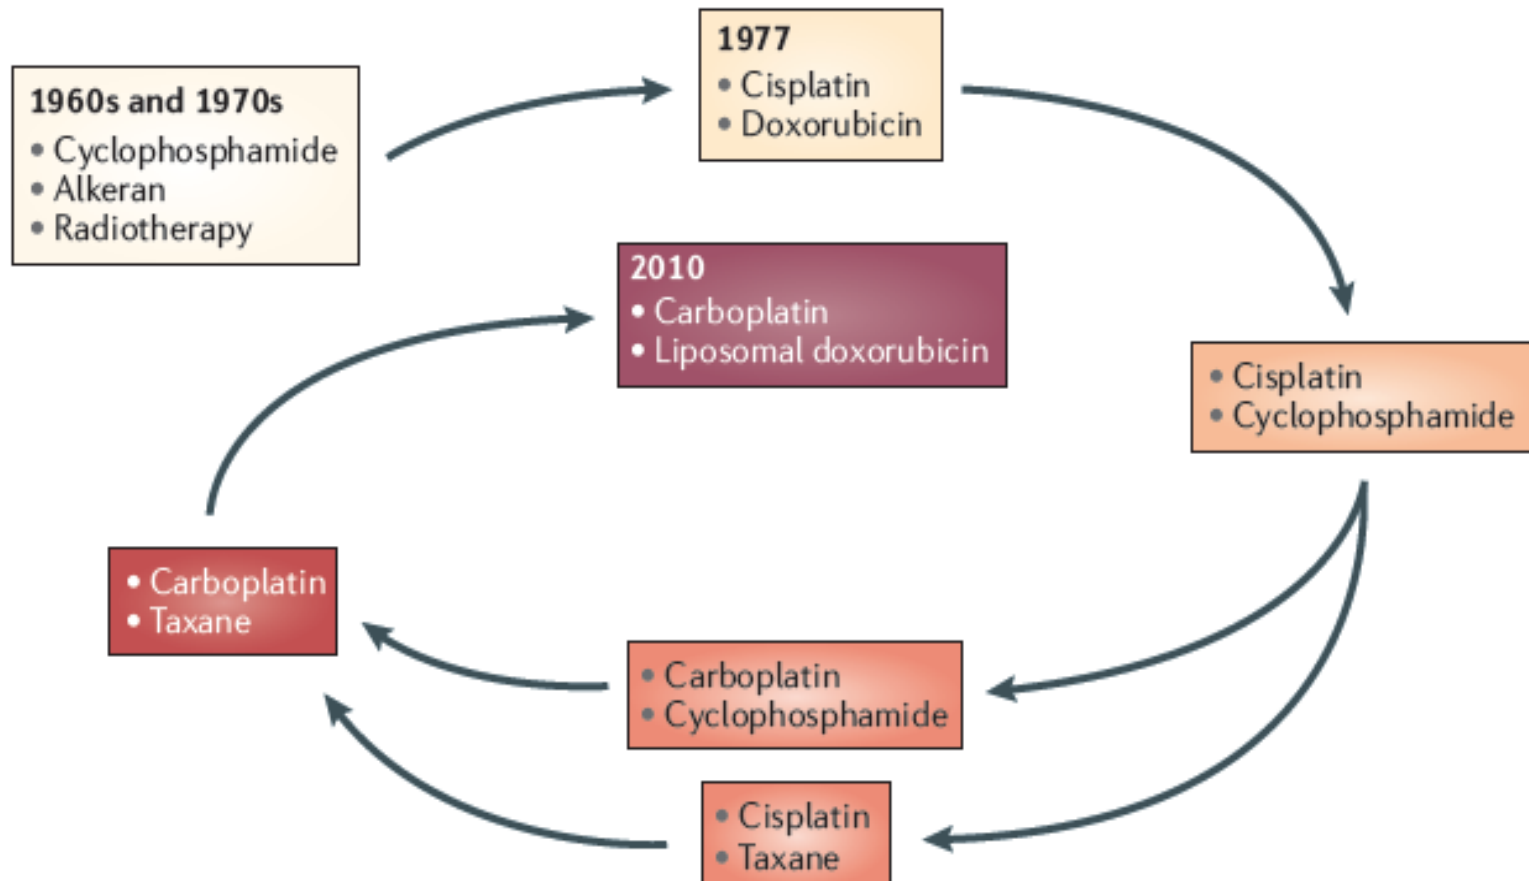 1960s and 1970s
• Cyclophosphamide
• Alkeran
• Radiotherapy
1977
• Cisplatin
• Doxorubicin
• Cisplatin
• Cyclophosphamide
• Carboplatin
• Cyclophosphamide
• Cisplatin
• Taxane
• Carboplatin
• Taxane
2010
• Carboplatin
• Liposomal doxorubicin